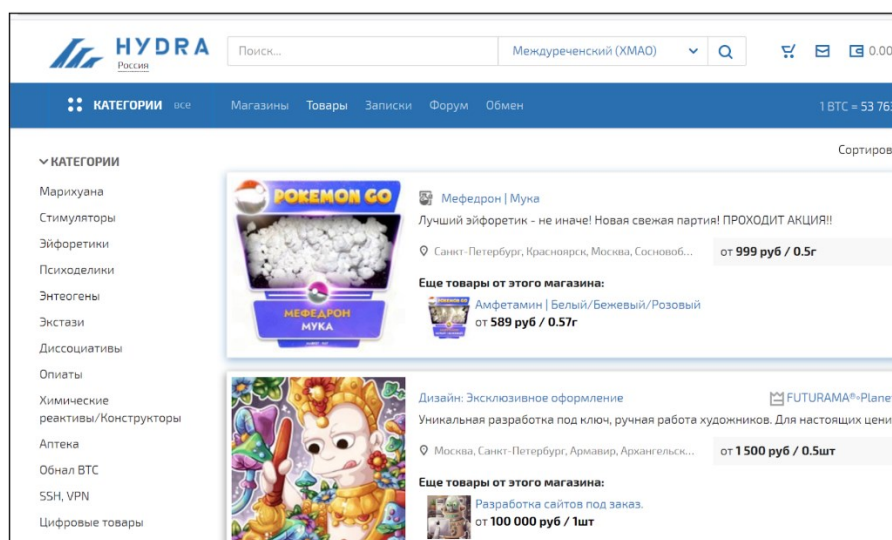 HYDRA
Россия
Поиск...
Междуреченский (ХМАО)
0.00
КАТЕГОРИИ все
Магазины Товары Записки Форум Обмен
1 BTC = 53 763
Сортиров
КАТЕГОРИИ
Марихуана
Стимуляторы
Эйфоретики
Психоделики
Энтеогены
Экстази
Диссоциативы
Опиаты
Химические
реактивы/Конструкторы
Аптека
Обнал BTC
SSH, VPN
Цифровые товары
POKEMON GO
МЕФЕДРОН
МУКА
Мефедрон | Мука
Лучший эйфоретик - не иначе! Новая свежая партия! ПРОХОДИТ АКЦИЯ!!
Санкт-Петербург, Красноярск, Москва, Сосновоб...
от 999 руб / 0.5г
Еще товары от этого магазина:
Амфетамин | Белый/Бежевый/Розовый
от 589 руб / 0.57г
Дизайн: Эксклюзивное оформление
FUTURAMA®•Plane
Уникальная разработка под ключ, ручная работа художников. Для настоящих цени
Москва, Санкт-Петербург, Армавир, Архангельск...
от 1 500 руб / 0.5шт
Еще товары от этого магазина:
Разработка сайтов под заказ.
от 100 000 руб / 1шт